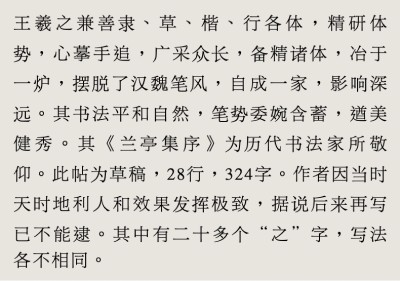 王羲之兼善隶、草、楷、行各体，精研体
势，心摹手追，广采众长，备精诸体，冶于
一炉，摆脱了汉魏笔风，自成一家，影响深
远。其书法平和自然，笔势委婉含蓄，遒美
健秀。其《兰亭集序》为历代书法家所敬
仰。此帖为草稿，28行，324字。作者因当时
天时地利人和效果发挥极致，据说后来再写
已不能逮。其中有二十多个“之”字，写法
各不相同。